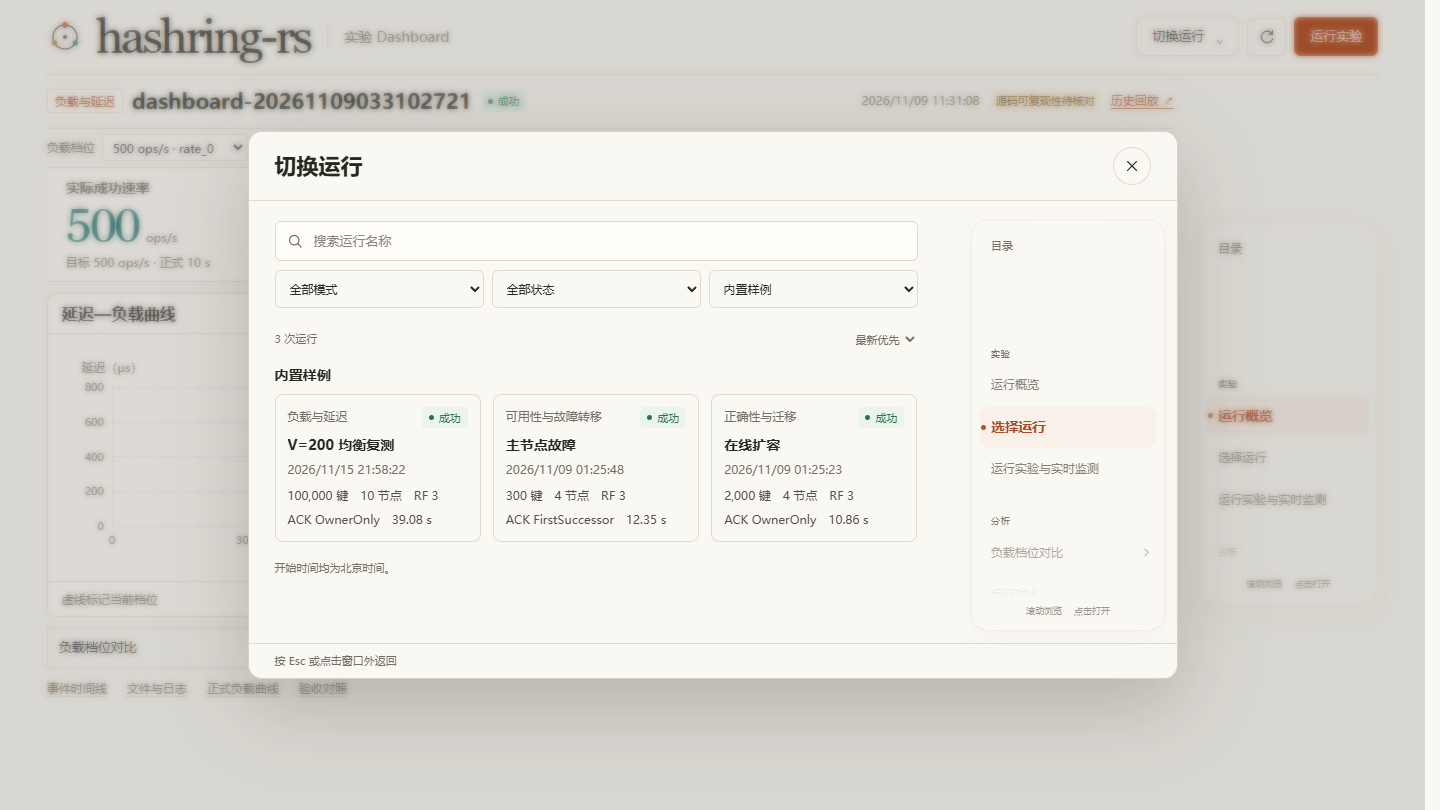 hashring-rs
实验 Dashboard
切换运行
运行实验
负载与延迟
dashboard-20261109033102721
成功
2026/11/09 11:31:08
源码可复现性待核对
历史回放 ↗
负载档位
500 ops/s · rate_0
实际成功速率
500 ops/s
目标 500 ops/s · 正式 10 s
延迟—负载曲线
延迟（μs）
800
600
400
200
0
0
30
虚线标记当前档位
负载档位对比
事件时间线
文件与日志
正式负载曲线
验收对照
切换运行
搜索运行名称
全部模式
全部状态
内置样例
3 次运行
最新优先
内置样例
负载与延迟
成功
V=200 均衡复测
2026/11/15 21:58:22
100,000 键 10 节点 RF 3
ACK OwnerOnly 39.08 s
可用性与故障转移
成功
主节点故障
2026/11/09 01:25:48
300 键 4 节点 RF 3
ACK FirstSuccessor 12.35 s
正确性与迁移
成功
在线扩容
2026/11/09 01:25:23
2,000 键 4 节点 RF 3
ACK OwnerOnly 10.86 s
开始时间均为北京时间。
按 Esc 或点击窗口外返回
目录
实验
运行概览
选择运行
运行实验与实时监测
分析
负载档位对比
运行对比
滚动浏览 点击打开
目录
实验
运行概览
选择运行
运行实验与实时监测
分析
滚动浏览 点击打开